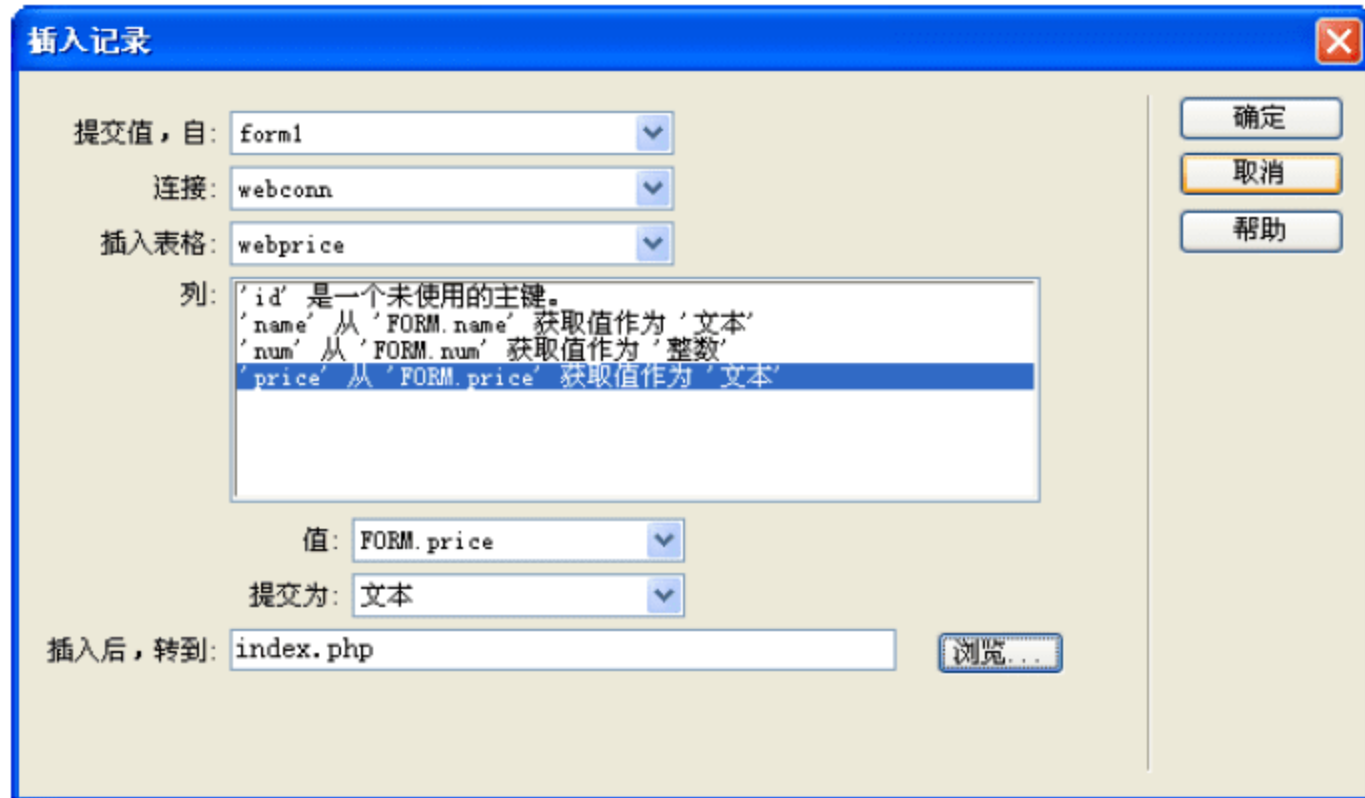 插入记录
提交值，自: form1
确定
连接: webconn
取消
插入表格: webprice
帮助
列: 'id' 是一个未使用的主键。
'name' 从 'FORM.name' 获取值作为 '文本'
'num' 从 'FORM.num' 获取值作为 '整数'
'price' 从 'FORM.price' 获取值作为 '文本'
值: FORM.price
提交为: 文本
插入后，转到: index.php
浏览...